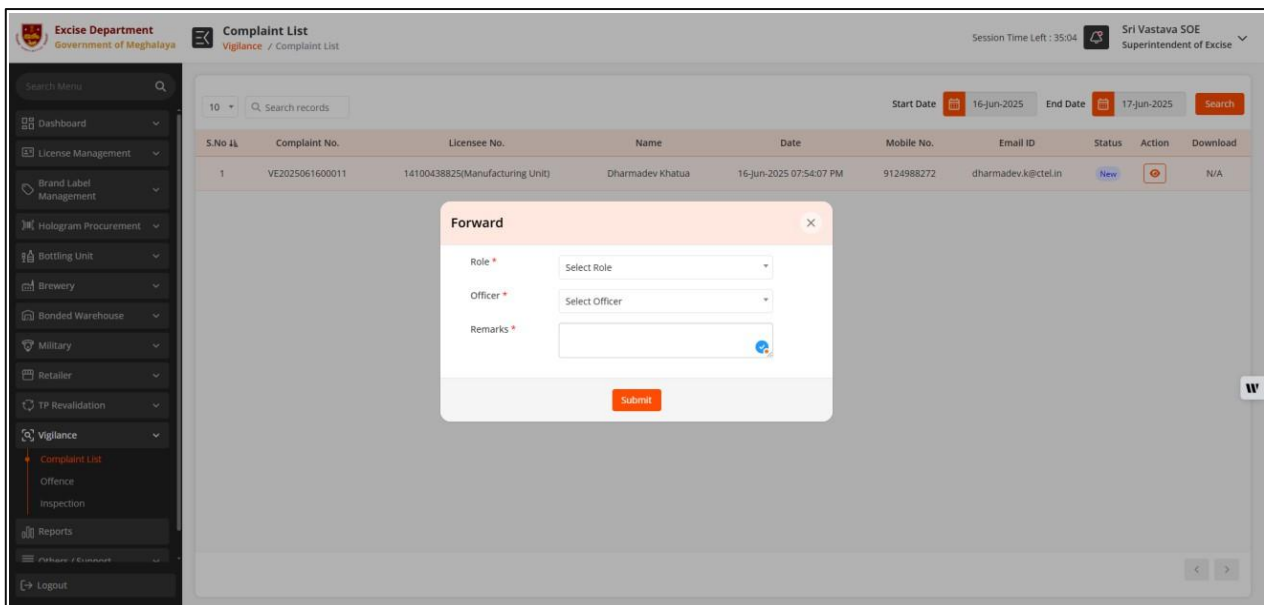 Excise Department
Government of Meghalaya
Complaint List
Vigilance / Complaint List
Session Time Left : 35:04
Sri Vastava SOE
Superintendent of Excise
Search Menu
Dashboard
License Management
Brand Label
Management
Hologram Procurement
Bottling Unit
Brewery
Bonded Warehouse
Military
Retailer
TP Revalidation
Vigilance
Complaint List
Offence
Inspection
Reports
Others / Support
Logout
10 Search records Start Date 16-Jun-2025 End Date 17-Jun-2025 Search
S.No Complaint No. Licensee No. Name Date Mobile No. Email ID Status Action Download
1 VE2025061600011 14100438825(Manufacturing Unit) Dharmadev Khatua 16-Jun-2025 07:54:07 PM 9124988272 dharmadev.k@ctel.in New N/A
Forward
Role * Select Role
Officer * Select Officer
Remarks *
Submit
W